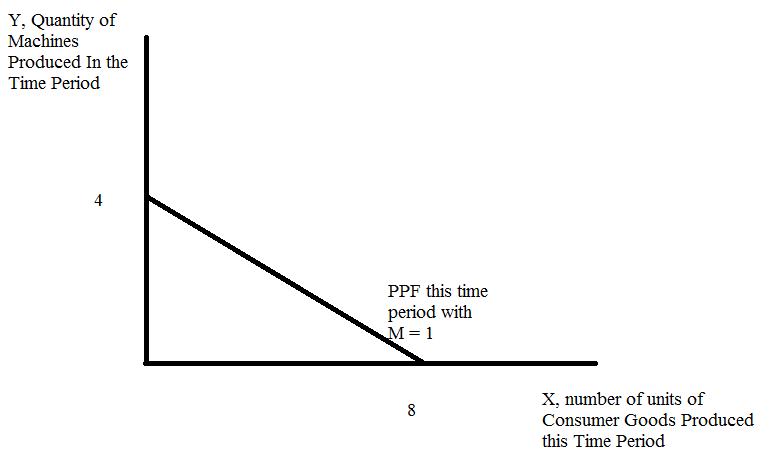 Y, Quantity of
Machines
Produced In the
Time Period
4
PPF this time
period with
M = 1
8
X, number of units of
Consumer Goods Produced
this Time Period